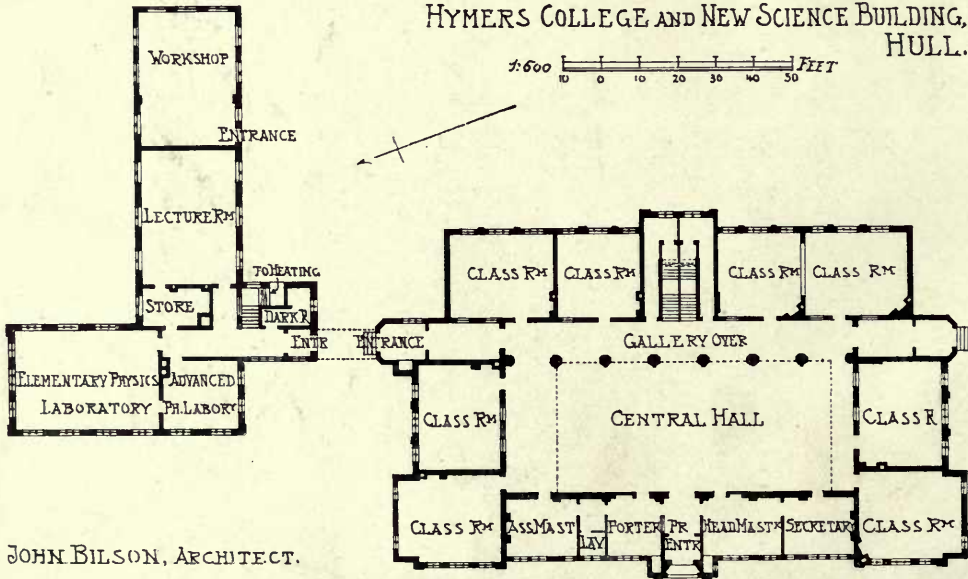 HYMERS COLLEGE AND NEW SCIENCE BUILDING,
HULL.
1:600 10 0 10 20 30 40 50 FEET
WORKSHOP
ENTRANCE
LECTURE RM
TO HEATING
STORE
DARK R
ENTR
ENTRANCE
ELEMENTARY PHYSICS
LABORATORY
ADVANCED
PH. LABORY
CLASS RM
CLASS RM
CLASS RM
CLASS RM
GALLERY OVER
CLASS RM
CENTRAL HALL
CLASS R
CLASS RM
ASS MAST
LAV
PORTER
PR
ENTR
HEAD MASTR
SECRETARY
CLASS RM
JOHN BILSON, ARCHITECT.